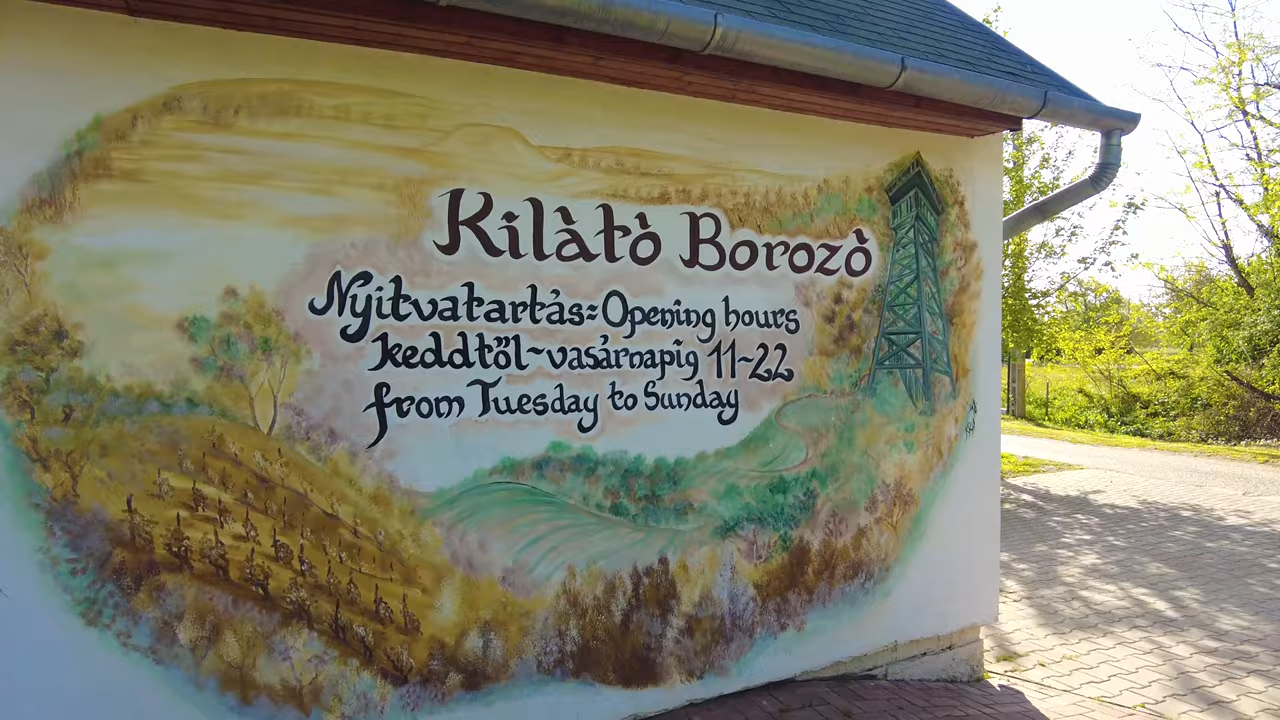 Kilàtò Borozò
Nyitvatartás=Opening hours
keddtől~vasárnapig 11~22
from Tuesday to Sunday